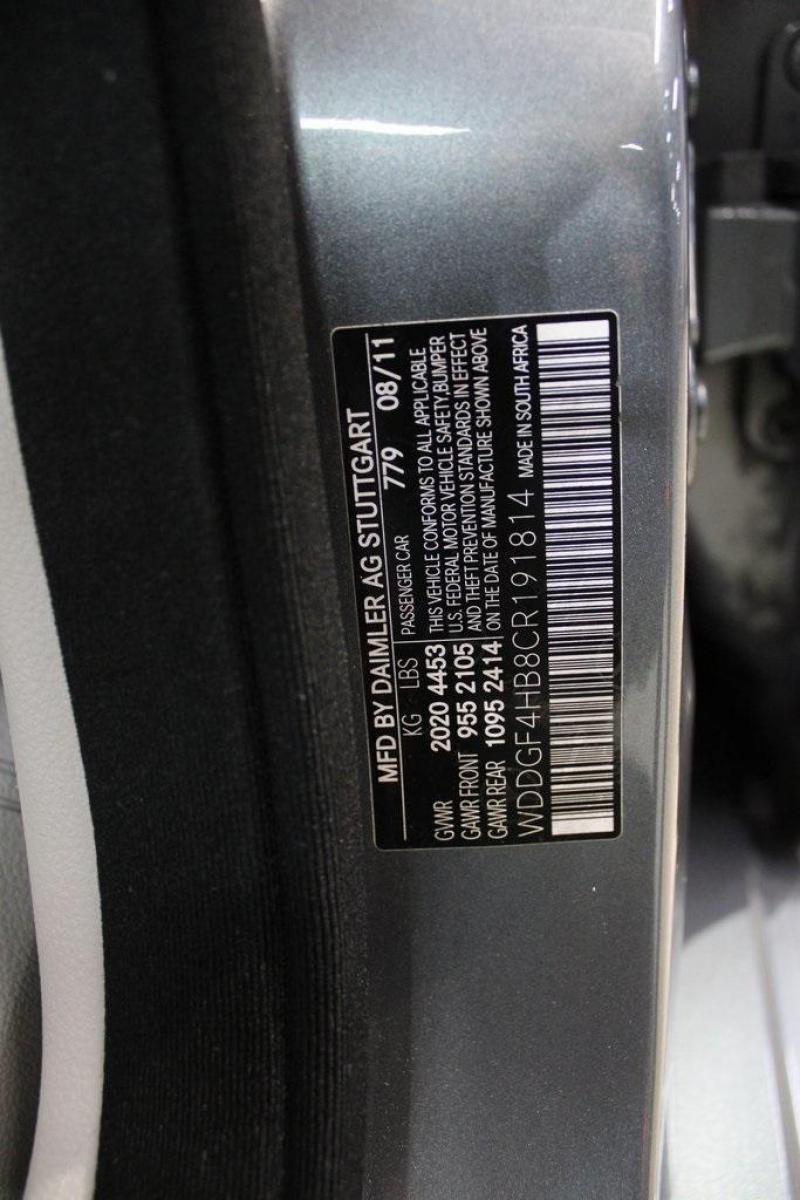 MFD BY DAIMLER AG STUTTGART
KG LBS PASSENGER CAR 779 08/11
GVWR 2020 4453 THIS VEHICLE CONFORMS TO ALL APPLICABLE
U.S. FEDERAL MOTOR VEHICLE SAFETY, BUMPER
GAWR FRONT 955 2105 AND THEFT PREVENTION STANDARDS IN EFFECT
GAWR REAR 1095 2414 ON THE DATE OF MANUFACTURE SHOWN ABOVE
WDDGF4HB8CR191814 MADE IN SOUTH AFRICA